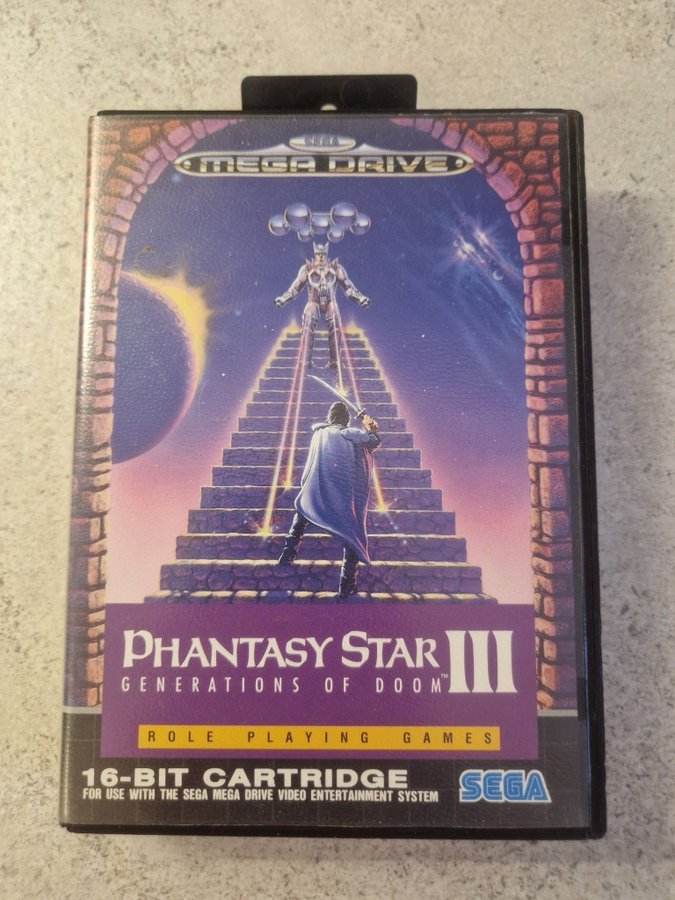 SEGA
MEGA DRIVE
PHANTASY STAR III
GENERATIONS OF DOOM™
ROLE PLAYING GAMES
16-BIT CARTRIDGE
FOR USE WITH THE SEGA MEGA DRIVE VIDEO ENTERTAINMENT SYSTEM
SEGA